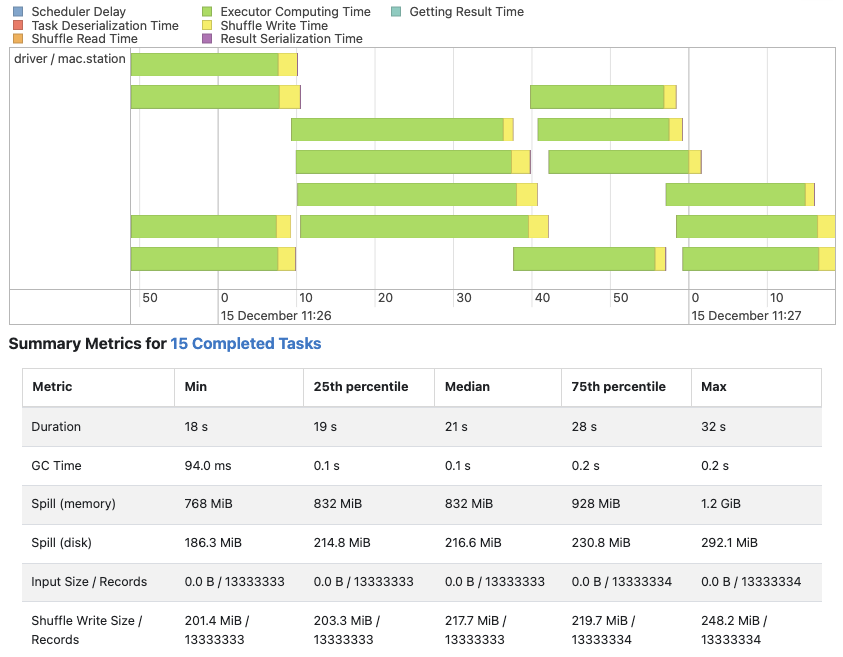 Scheduler Delay Executor Computing Time Getting Result Time
Task Deserialization Time Shuffle Write Time
Shuffle Read Time Result Serialization Time
driver / mac.station
50 0 10 20 30 40 50 0 10
15 December 11:26 15 December 11:27
Summary Metrics for 15 Completed Tasks
Metric Min 25th percentile Median 75th percentile Max
Duration 18 s 19 s 21 s 28 s 32 s
GC Time 94.0 ms 0.1 s 0.1 s 0.2 s 0.2 s
Spill (memory) 768 MiB 832 MiB 832 MiB 928 MiB 1.2 GiB
Spill (disk) 186.3 MiB 214.8 MiB 216.6 MiB 230.8 MiB 292.1 MiB
Input Size / Records 0.0 B / 13333333 0.0 B / 13333333 0.0 B / 13333333 0.0 B / 13333334 0.0 B / 13333334
Shuffle Write Size / 201.4 MiB / 203.3 MiB / 217.7 MiB / 219.7 MiB / 248.2 MiB /
Records 13333333 13333333 13333333 13333334 13333334